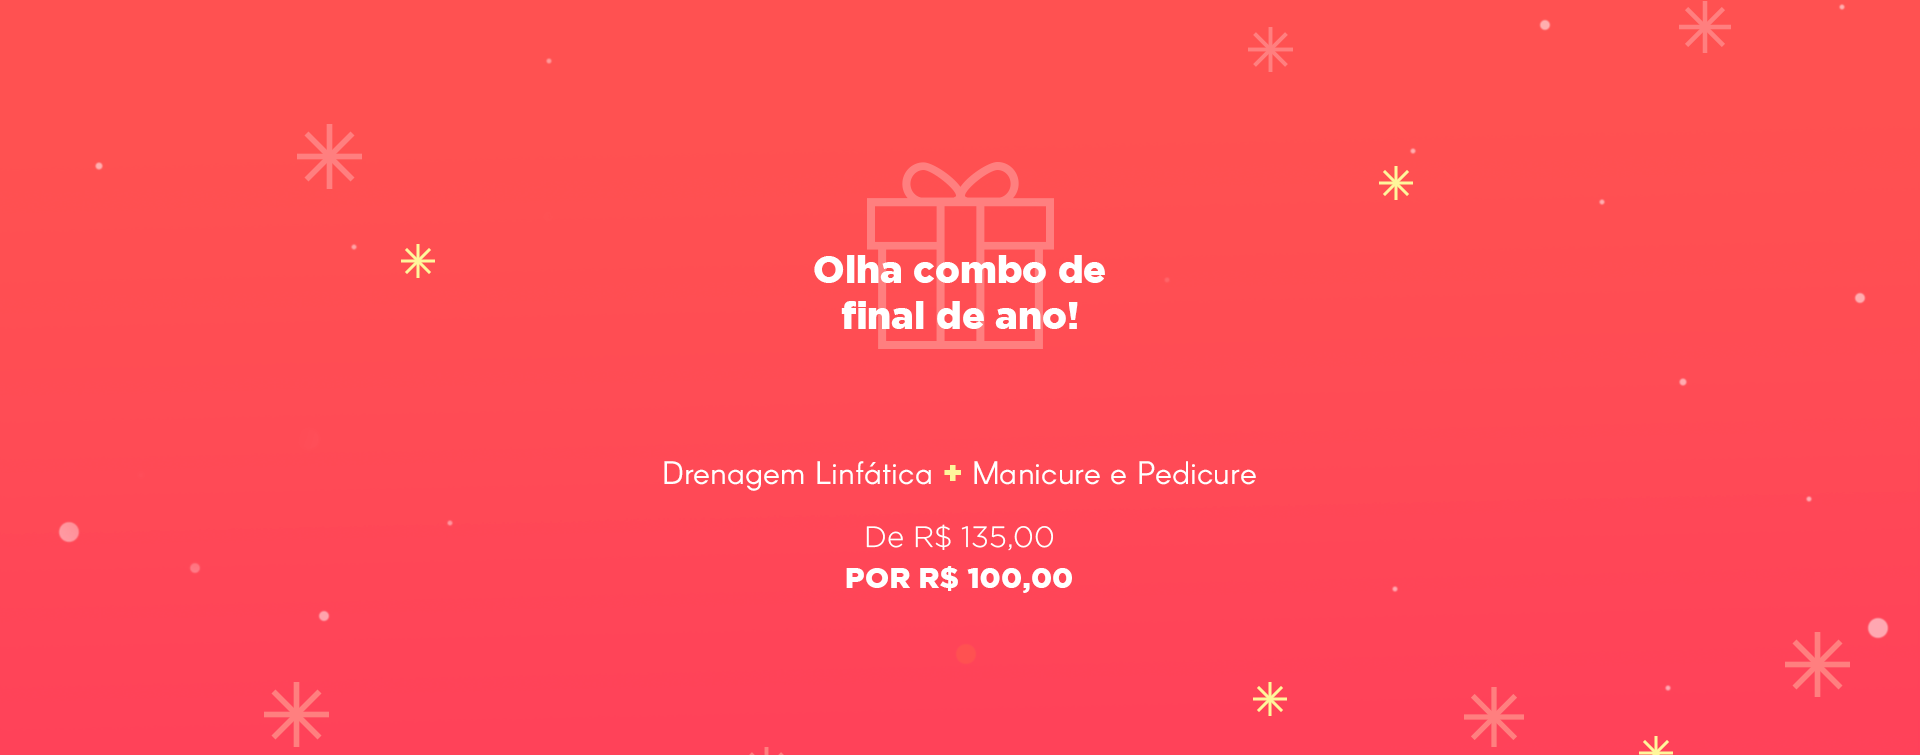 Olha combo de
final de ano!
Drenagem Linfática + Manicure e Pedicure
De R$ 135,00
POR R$ 100,00